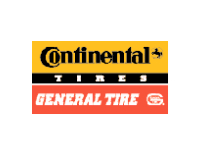 Continental
TIRES
GENERAL TIRE